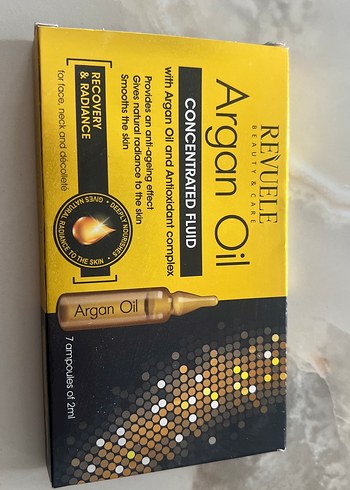 REVUELE
BEAUTY & CARE
Argan Oil
CONCENTRATED FLUID
with Argan Oil and Antioxidant complex
Provides an anti-ageing effect
Gives natural radiance to the skin
Smooths the skin
RECOVERY
& RADIANCE
for face, neck and décolleté
• DEEPLY NOURISHES •
GIVES NATURAL RADIANCE TO THE SKIN
Argan Oil
7 ampoules of 2ml